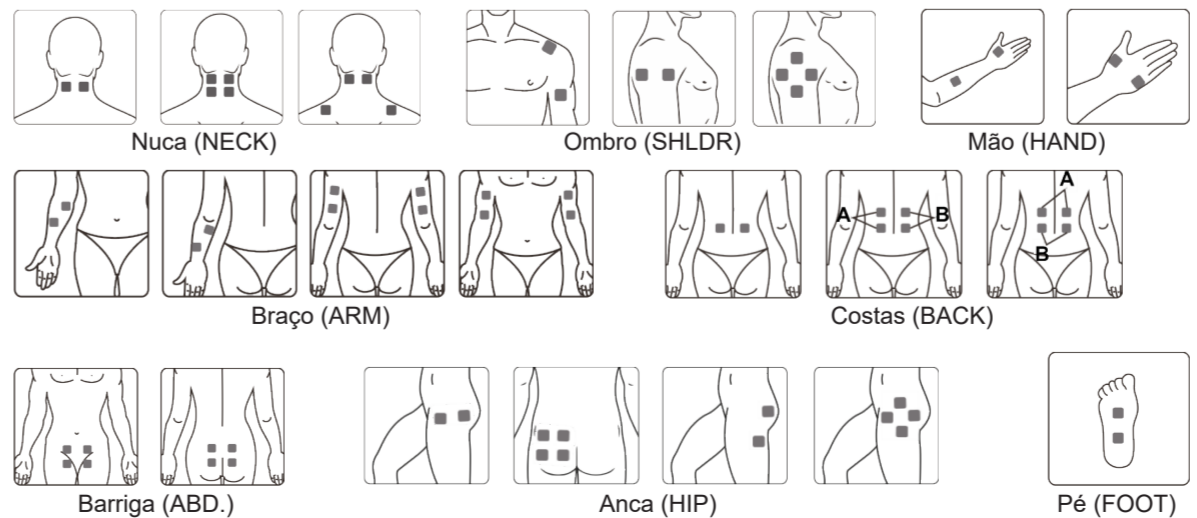 Nuca (NECK)
Ombro (SHLDR)
Mão (HAND)
A
A
B
B
Braço (ARM)
Costas (BACK)
Barriga (ABD.)
Anca (HIP)
Pé (FOOT)